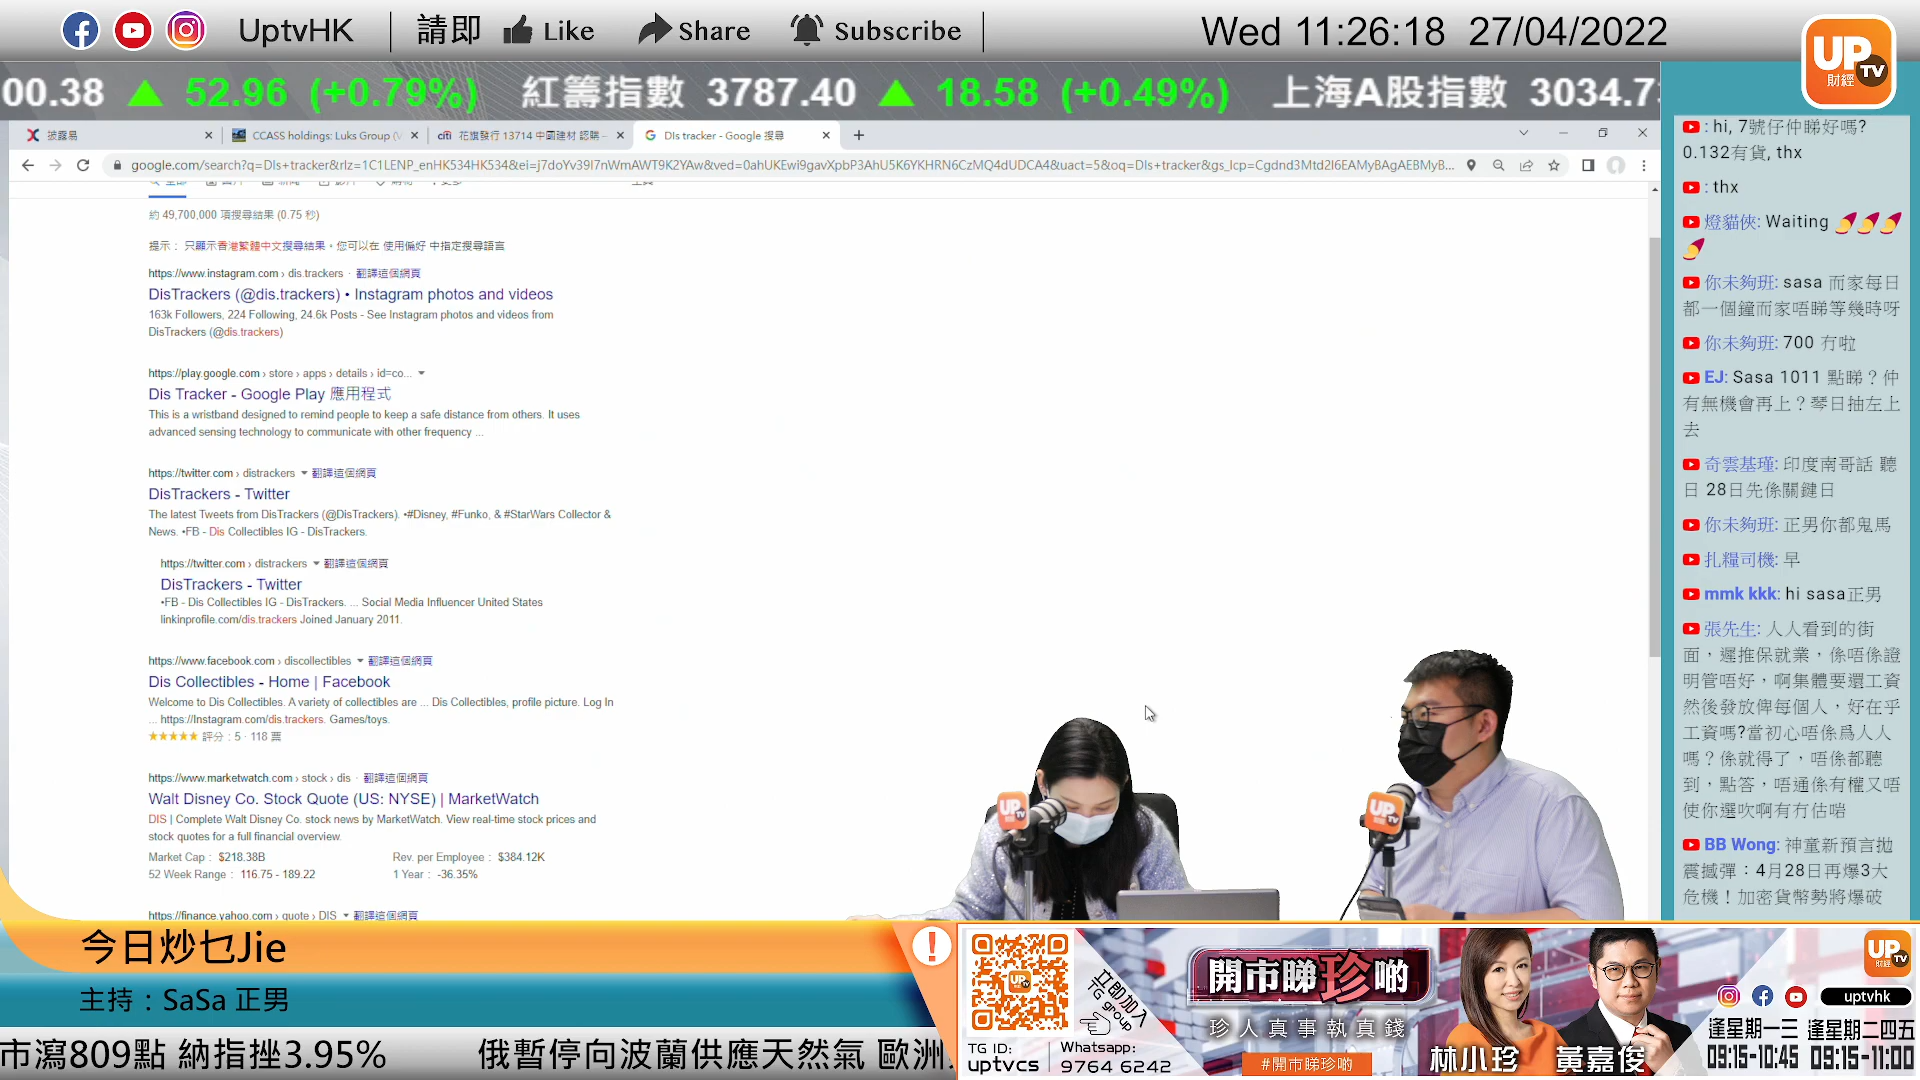 UptvHK 請即 Like Share Subscribe Wed 11:26:18 27/04/2022
UP TV 財經
00.38 ▲ 52.96 (+0.79%) 紅籌指數 3787.40 ▲ 18.58 (+0.49%) 上海A股指數 3034.7
披露易 CCASS holdings: Luks Group (V citi 花旗發行 13714 中國建材 認購 - DIs tracker - Google 搜尋
google.com/search?q=DIs+tracker&rlz=1C1LENP_enHK534HK534&ei=j7doYv39I7nWmAWT9K2YAw&ved=0ahUKEwi9gavXpbP3AhU5K6YKHRN6CzMQ4dUDCA4&uact=5&oq=DIs+tracker&gs_lcp=Cgdnd3Mtd2l6EAMyBAgAEBMyB...
約 49,700,000 項搜尋結果 (0.75 秒)
提示： 只顯示香港繁體中文搜尋結果。您可以在 使用偏好 中指定搜尋語言
https://www.instagram.com › dis.trackers · 翻譯這個網頁
DisTrackers (@dis.trackers) • Instagram photos and videos
163k Followers, 224 Following, 24.6k Posts - See Instagram photos and videos from
DisTrackers (@dis.trackers)
https://play.google.com › store › apps › details › id=co...
Dis Tracker - Google Play 應用程式
This is a wristband designed to remind people to keep a safe distance from others. It uses
advanced sensing technology to communicate with other frequency ...
https://twitter.com › distrackers 翻譯這個網頁
DisTrackers - Twitter
The latest Tweets from DisTrackers (@DisTrackers). •#Disney, #Funko, & #StarWars Collector &
News. •FB - Dis Collectibles IG - DisTrackers.
https://twitter.com › distrackers 翻譯這個網頁
DisTrackers - Twitter
•FB - Dis Collectibles IG - DisTrackers. ... Social Media Influencer United States
linkinprofile.com/dis.trackers Joined January 2011.
https://www.facebook.com › discollectibles 翻譯這個網頁
Dis Collectibles - Home | Facebook
Welcome to Dis Collectibles. A variety of collectibles are ... Dis Collectibles, profile picture. Log In
... https://Instagram.com/dis.trackers. Games/toys.
★★★★★ 評分：5 · 118 票
https://www.marketwatch.com › stock › dis · 翻譯這個網頁
Walt Disney Co. Stock Quote (US: NYSE) | MarketWatch
DIS | Complete Walt Disney Co. stock news by MarketWatch. View real-time stock prices and
stock quotes for a full financial overview.
Market Cap： $218.38B Rev. per Employee： $384.12K
52 Week Range： 116.75 - 189.22 1 Year： -36.35%
https://finance.yahoo.com › quote › DIS 翻譯這個網頁
: hi, 7號仔仲睇好嗎?
0.132有貨, thx
: thx
燈貓俠: Waiting
你未夠班: sasa 而家每日
都一個鐘而家唔睇等幾時呀
你未夠班: 700 冇啦
EJ: Sasa 1011 點睇？仲
有無機會再上？琴日抽左上
去
奇雲基瑾: 印度南哥話 聽
日 28日先係關鍵日
你未夠班: 正男你都鬼馬
扎糧司機: 早
mmk kkk: hi sasa正男
張先生: 人人看到的街
面，遲推保就業，係唔係證
明管唔好，啊集體要還工資
然後發放俾每個人，好在乎
工資嗎?當初心唔係爲人人
嗎？係就得了，唔係都聽
到，點答，唔通係有權又唔
使你選吹啊有冇估啱
BB Wong: 神童新預言拋
震撼彈：4月28日再爆3大
危機！加密貨幣勢將爆破
UP TV
UP TV
今日炒乜Jie
主持：SaSa 正男
市瀉809點 納指挫3.95% 俄暫停向波蘭供應天然氣 歐洲
立即加入
TG group
TG ID:
uptvcs
Whatsapp:
9764 6242
開市睇珍啲
珍人真事執真錢
#開市睇珍啲
林小珍 黃嘉俊
UP TV 財經
uptvhk
逢星期一三 逢星期二四五
09:15-10:45 09:15-11:00